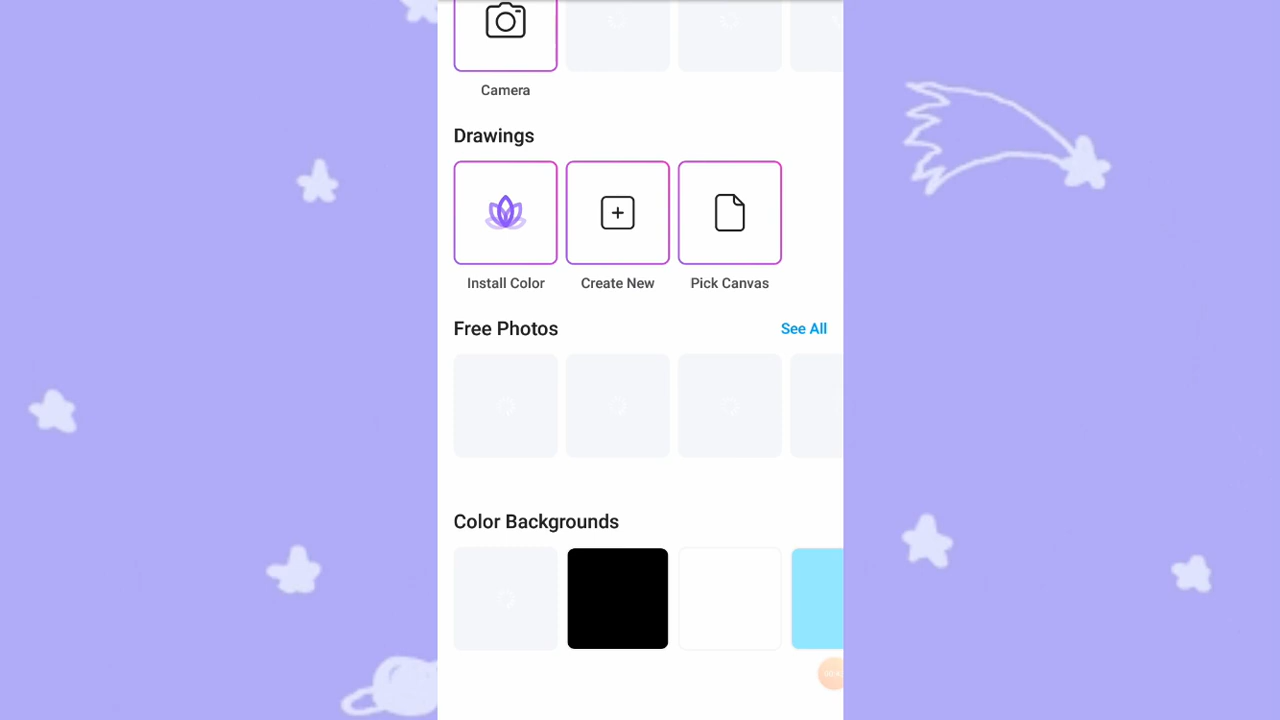 Camera
Drawings
Install Color
Create New
Pick Canvas
Free Photos
See All
Color Backgrounds